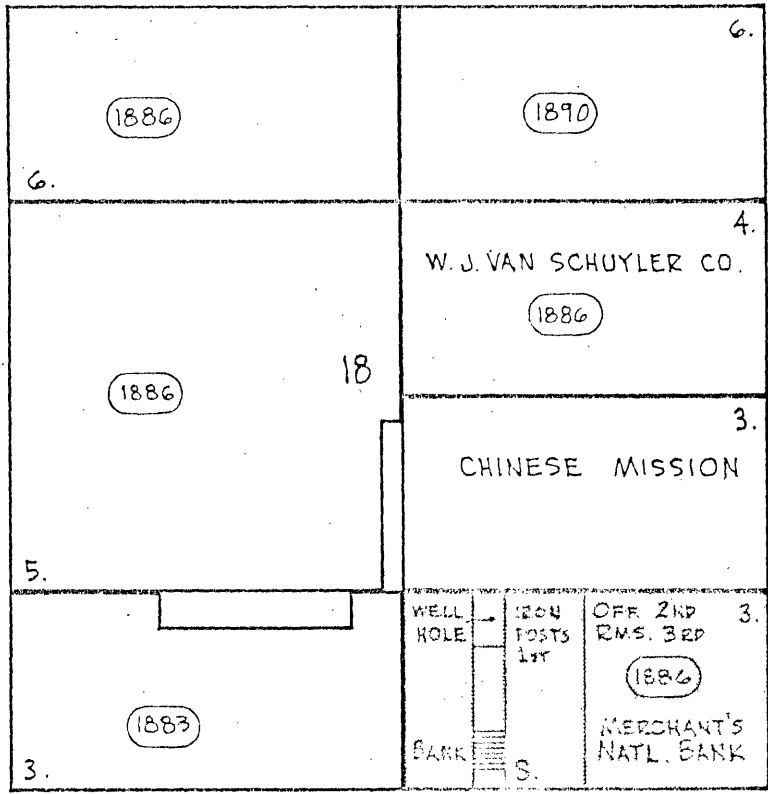 1886
6.
6.
1890
4.
W. J. VAN SCHUYLER CO.
1886
18
1886
5.
3.
CHINESE MISSION
1883
3.
WELL
HOLE
IRON
POSTS
1ST
OFF. 2ND
RMS. 3RD
3.
1886
MERCHANT'S
NATL. BANK
BANK
S.